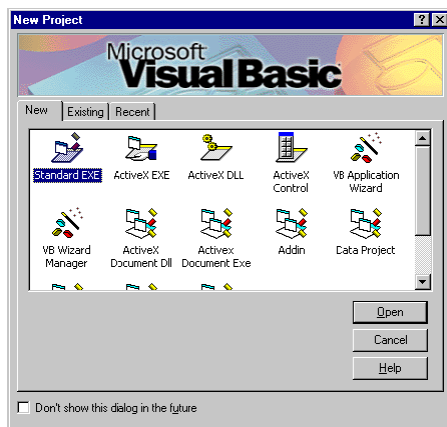 New Project
Microsoft
Visual Basic
New Existing Recent
Standard EXE ActiveX EXE ActiveX DLL ActiveX Control VB Application Wizard
VB Wizard Manager ActiveX Document Dll Activex Document Exe Addin Data Project
Open
Cancel
Help
Don't show this dialog in the future